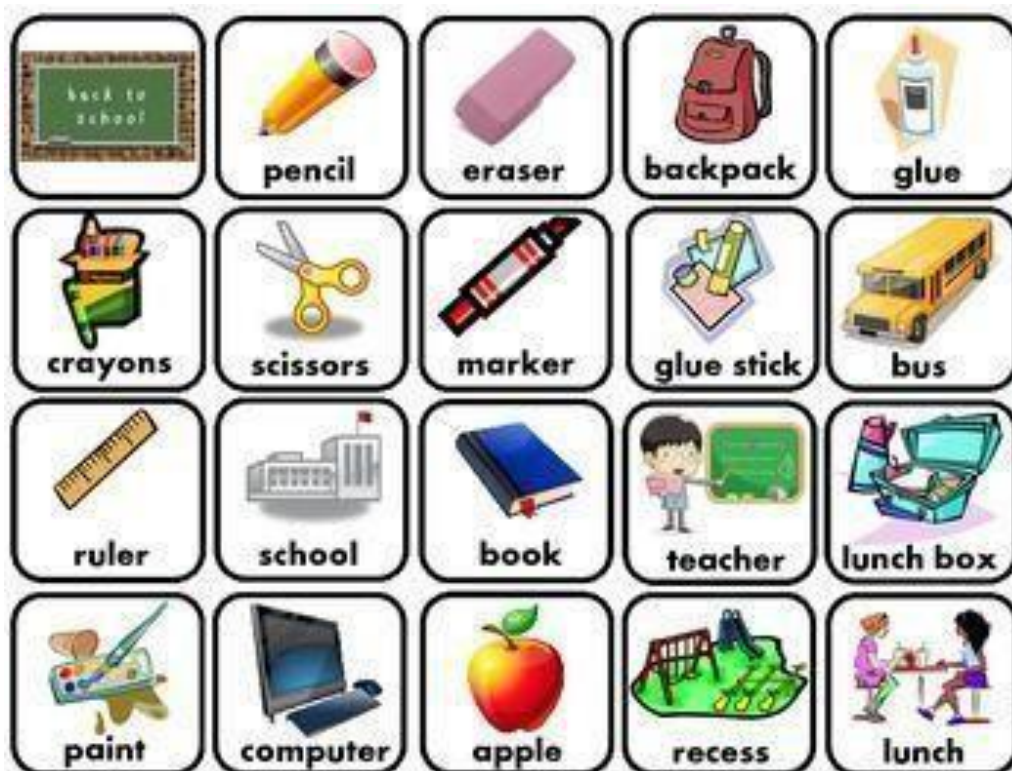 back to
school
pencil
eraser
backpack
glue
crayons
scissors
marker
glue stick
bus
ruler
school
book
teacher
lunch box
paint
computer
apple
recess
lunch